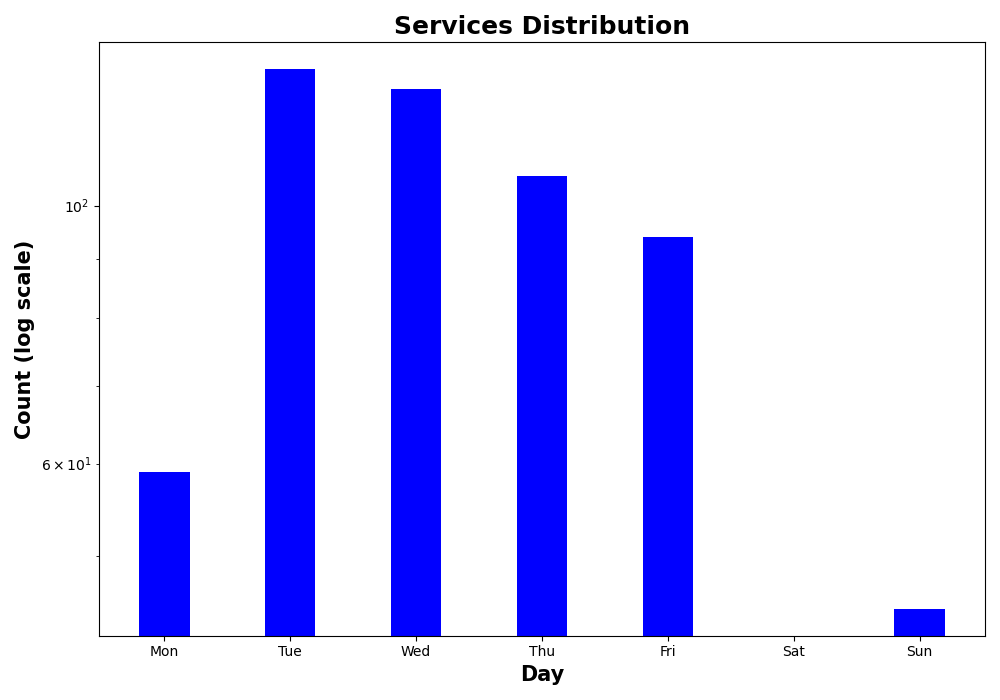 Services Distribution
Count (log scale)
10²
6 × 10¹
Mon Tue Wed Thu Fri Sat Sun
Day